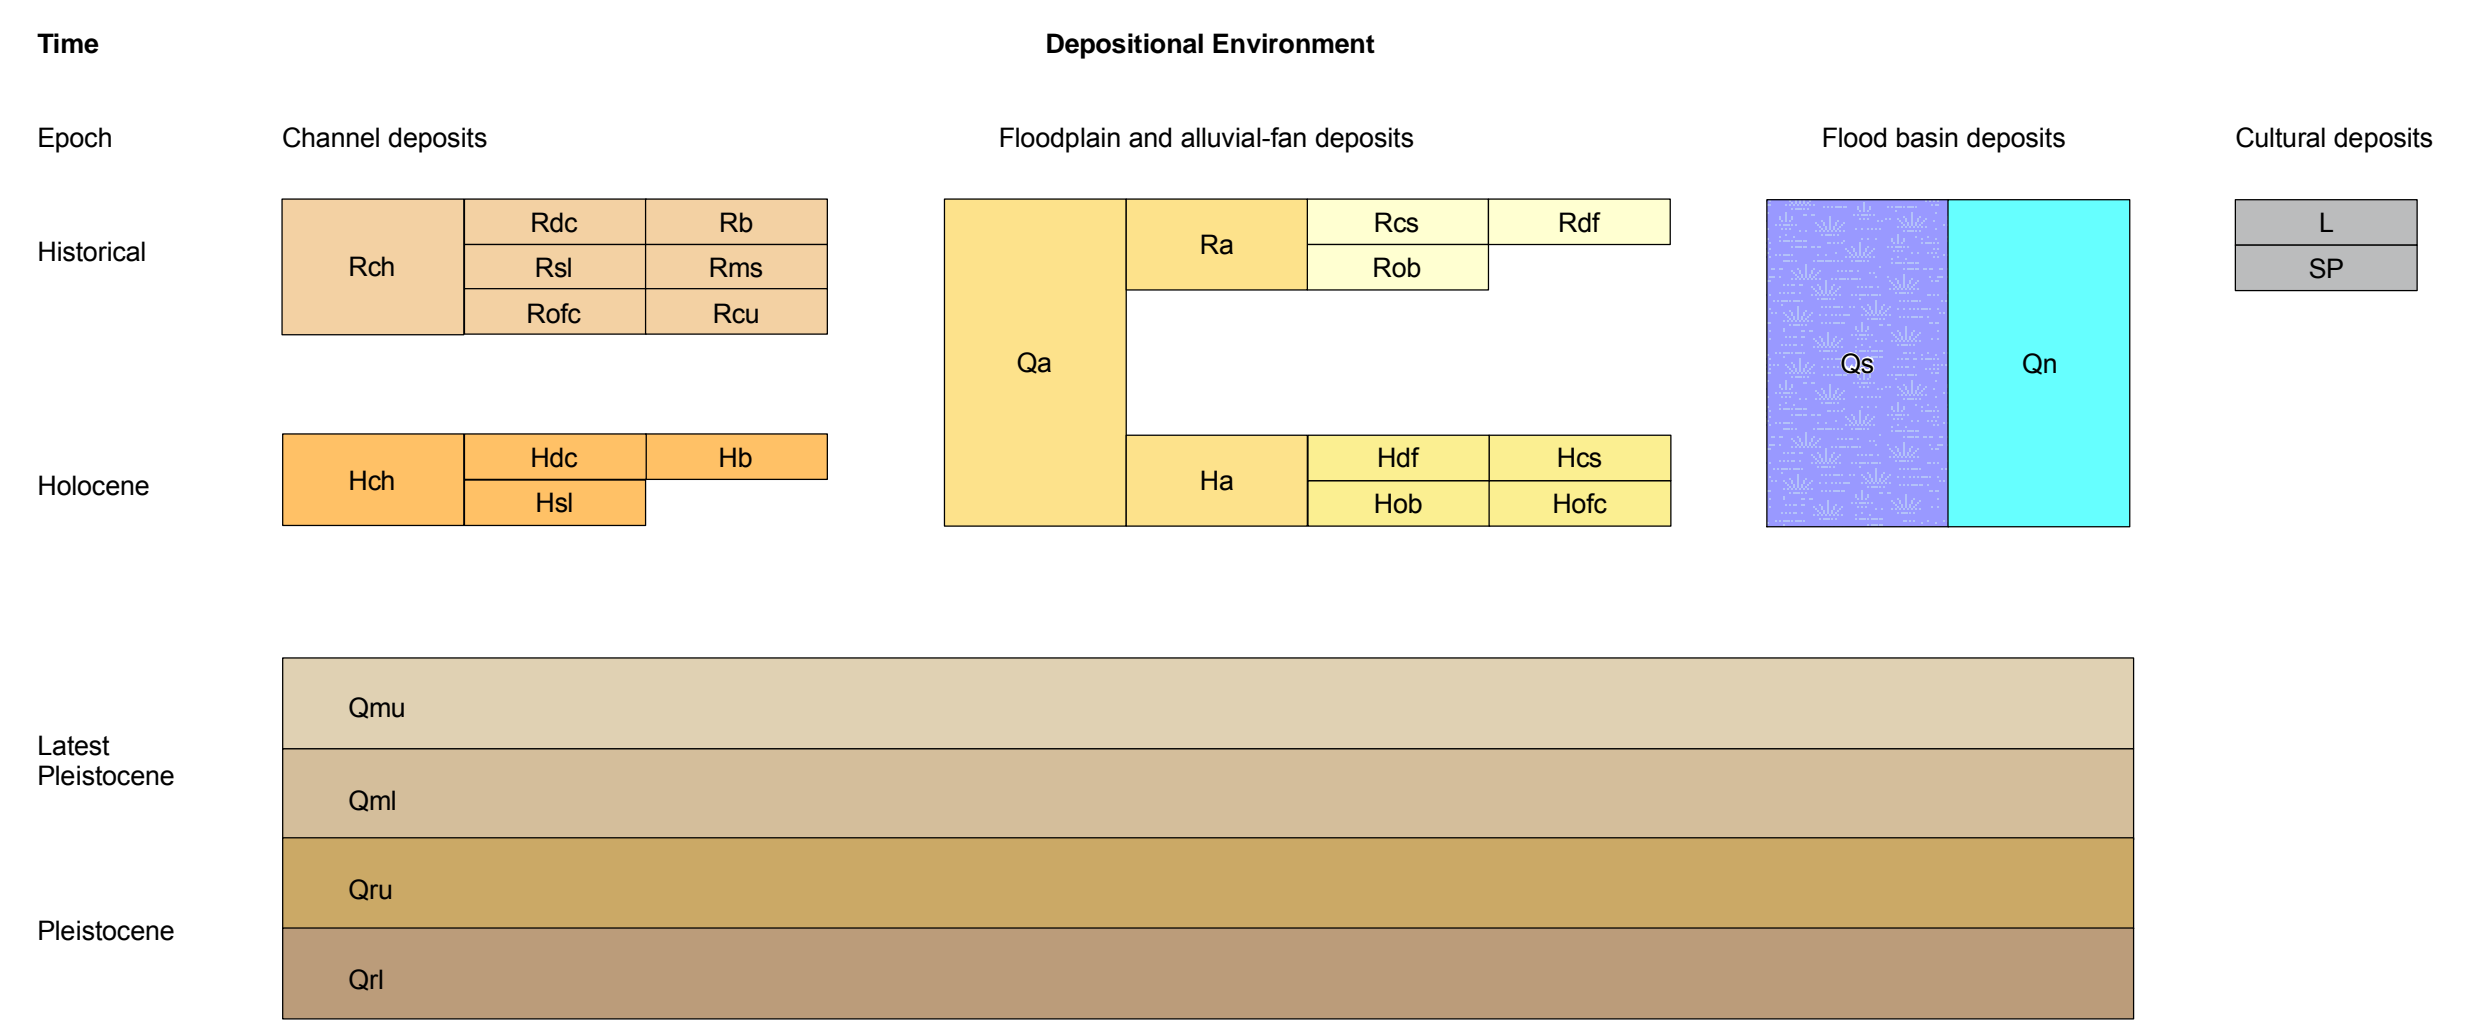 Time
Depositional Environment
Epoch
Channel deposits
Floodplain and alluvial-fan deposits
Flood basin deposits
Cultural deposits
Historical
Rch
Rdc
Rb
Rsl
Rms
Rofc
Rcu
Qa
Ra
Rcs
Rdf
Rob
Qs
Qn
L
SP
Holocene
Hch
Hdc
Hb
Hsl
Ha
Hdf
Hcs
Hob
Hofc
Latest
Pleistocene
Qmu
Qml
Pleistocene
Qru
Qrl